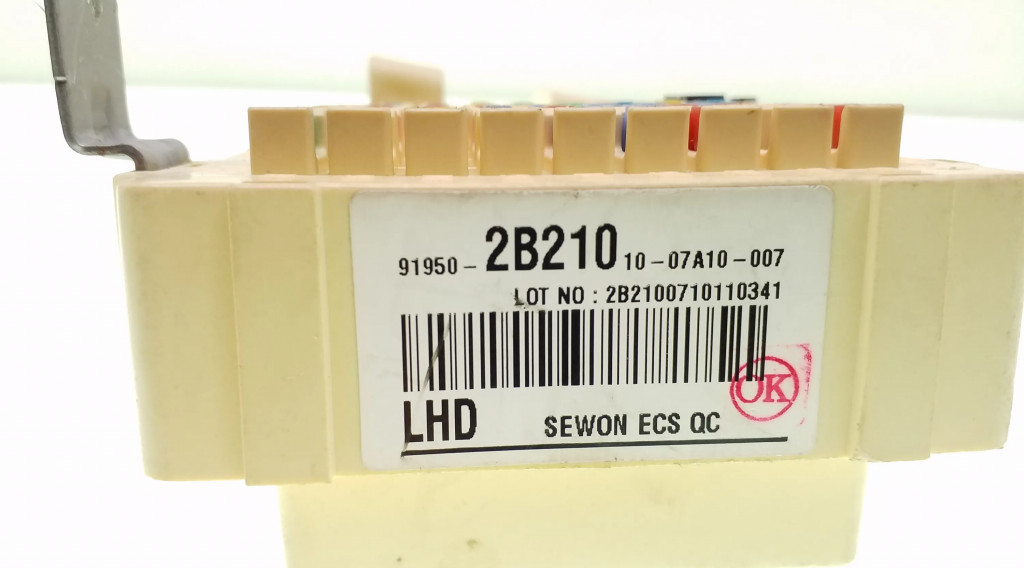 91950 - 2B210 10 - 07A10 - 007
LOT NO : 2B2100710110341
OK
LHD SEWON ECS QC